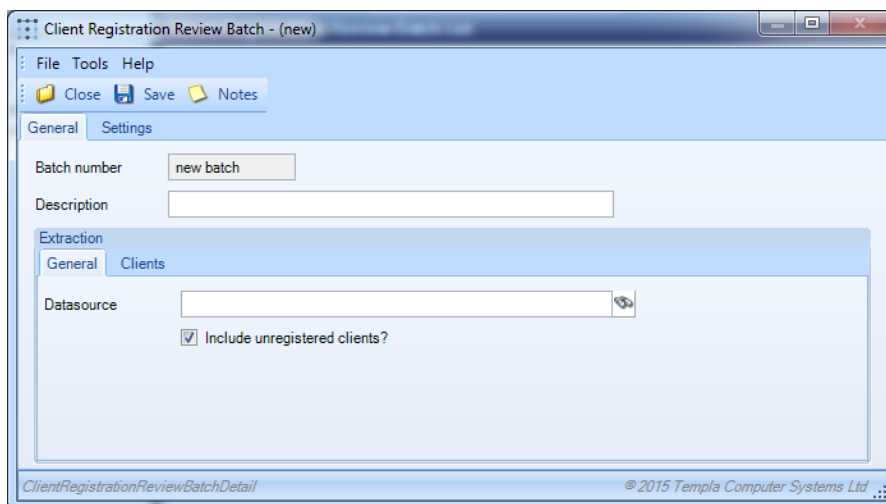 Client Registration Review Batch - (new)
File Tools Help
Close Save Notes
General Settings
Batch number new batch
Description
Extraction
General Clients
Datasource
Include unregistered clients?
ClientRegistrationReviewBatchDetail © 2015 Templa Computer Systems Ltd